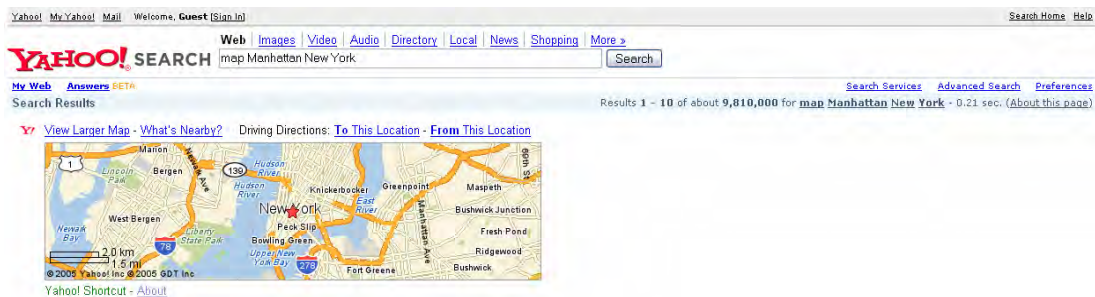 Yahoo! My Yahoo! Mail Welcome, Guest [Sign In] Search Home Help
Web Images Video Audio Directory Local News Shopping More »
YAHOO! SEARCH map Manhattan New York Search
My Web Answers BETA Search Services Advanced Search Preferences
Search Results Results 1 - 10 of about 9,810,000 for map Manhattan New York - 0.21 sec. (About this page)
Y! View Larger Map - What's Nearby? Driving Directions: To This Location - From This Location
Marion
1
Lincoln Park
Bergen
Newark Ave
139
Hudson River
69th St
Hudson River
Knickerbocker
Greenpoint
Maspeth
New York
East River
Manhattan Ave
Bushwick Junction
West Bergen
Peck Slip
Newark Bay
Liberty State Park
Fresh Pond
78
Bowling Green
2.0 km
Upper New York Bay
Ridgewood
1.5 mi
278
Fort Greene
Bushwick
© 2005 Yahoo! Inc © 2005 GDT Inc
Yahoo! Shortcut - About